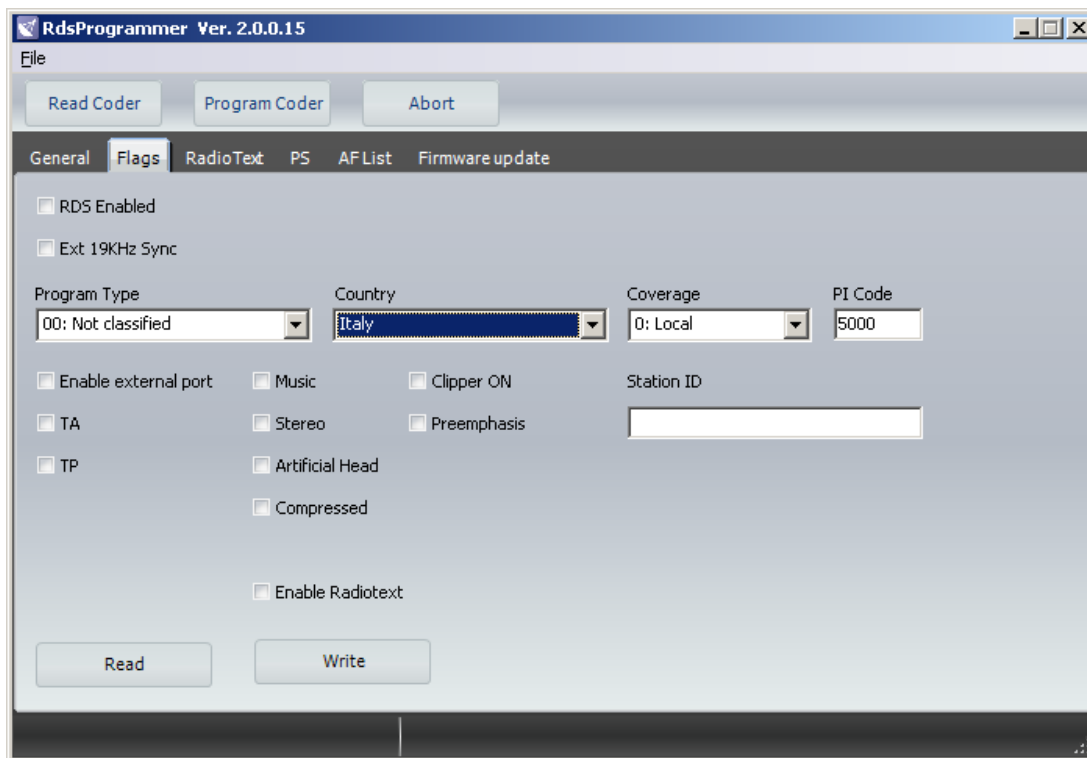 RdsProgrammer Ver. 2.0.0.15
File
Read Coder Program Coder Abort
General Flags RadioText PS AF List Firmware update
RDS Enabled
Ext 19KHz Sync
Program Type Country Coverage PI Code
00: Not classified Italy 0: Local 5000
Enable external port Music Clipper ON Station ID
TA Stereo Preemphasis
TP Artificial Head
Compressed
Enable Radiotext
Read Write